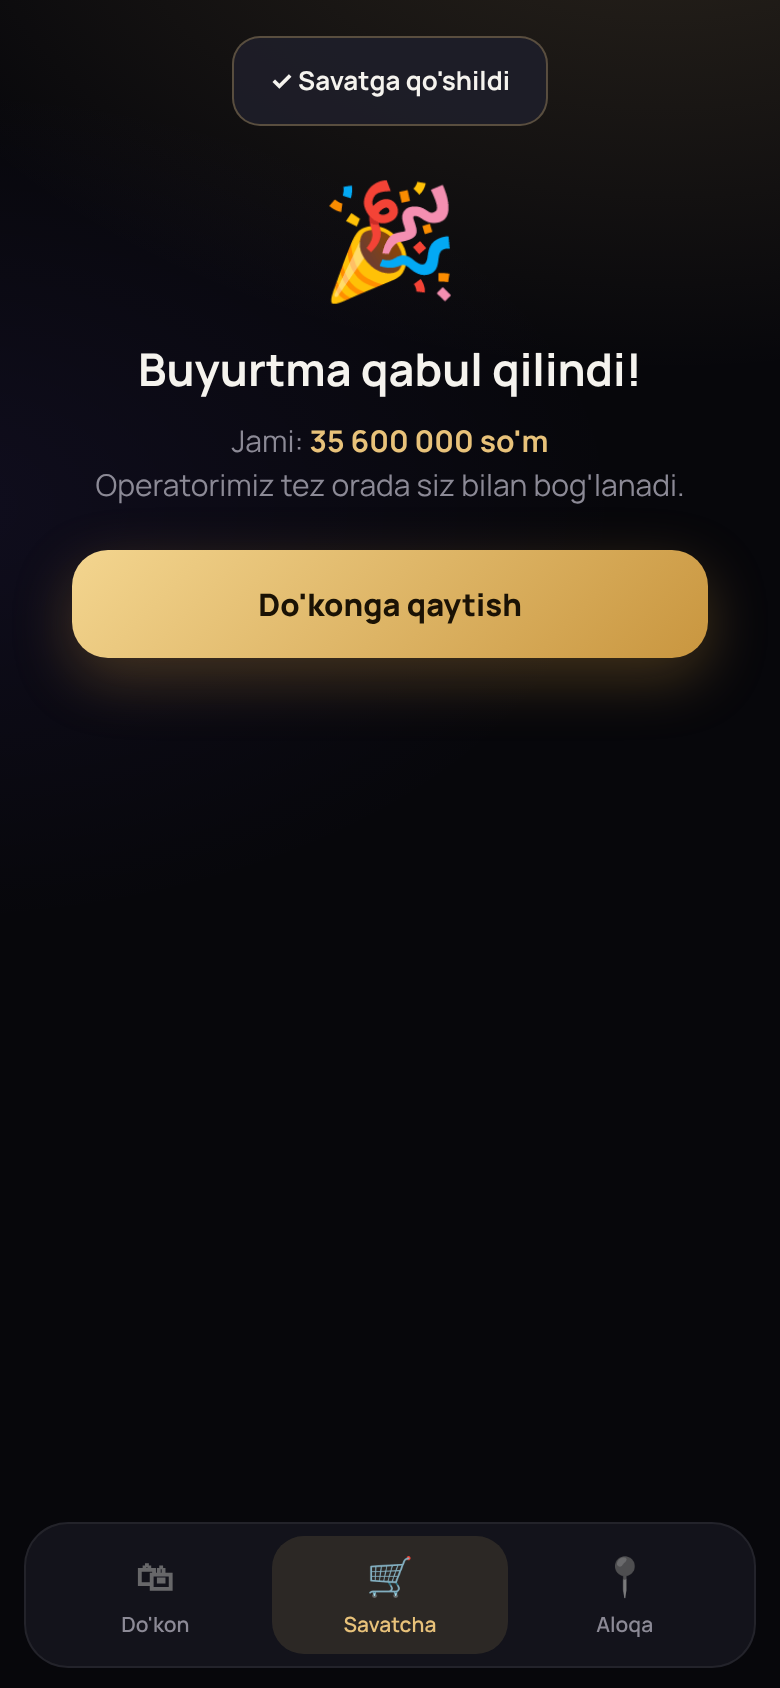 ✓ Savatga qo'shildi
Buyurtma qabul qilindi!
Jami: 35 600 000 so'm
Operatorimiz tez orada siz bilan bog'lanadi.
Do'konga qaytish
Do'kon
Savatcha
Aloqa